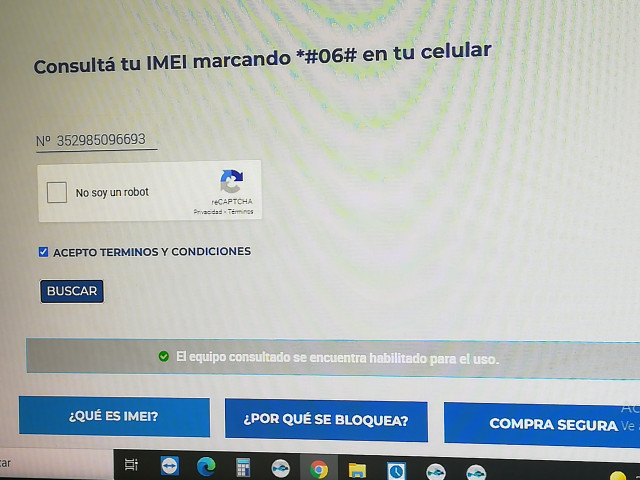 Consultá tu IMEI marcando *#06# en tu celular
Nº 352985096693
No soy un robot
reCAPTCHA
Privacidad - Términos
ACEPTO TERMINOS Y CONDICIONES
BUSCAR
El equipo consultado se encuentra habilitado para el uso.
¿QUÉ ES IMEI?
¿POR QUÉ SE BLOQUEA?
COMPRA SEGURA
Ac
Ve a
car